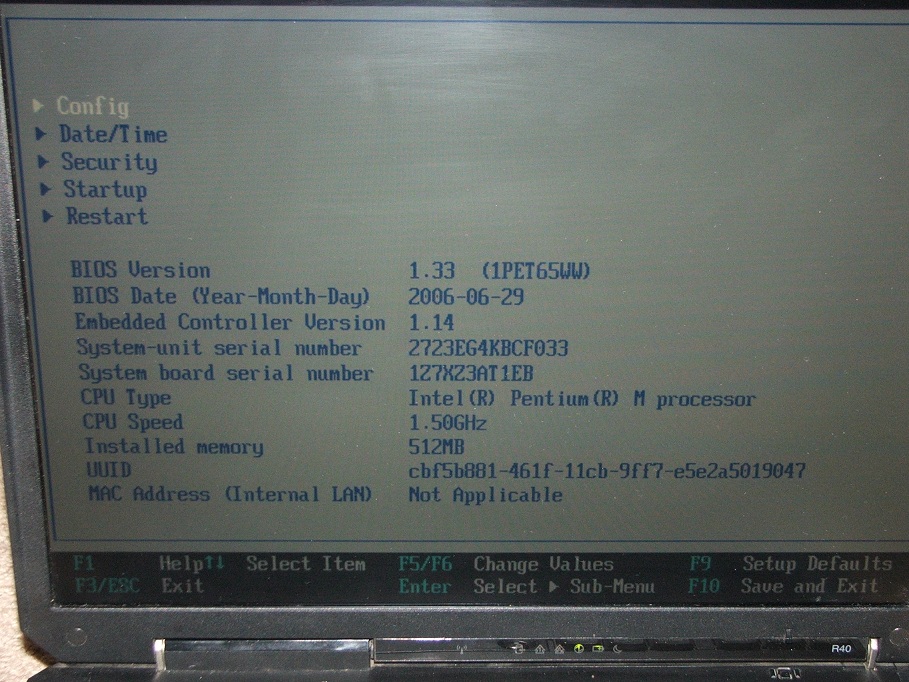 Config
Date/Time
Security
Startup
Restart
BIOS Version 1.33 (1PET65WW)
BIOS Date (Year-Month-Day) 2006-06-29
Embedded Controller Version 1.14
System-unit serial number 2723EG4KBCF033
System board serial number 1Z7XZ3AT1EB
CPU Type Intel(R) Pentium(R) M processor
CPU Speed 1.50GHz
Installed memory 512MB
UUID cbf5b881-461f-11cb-9ff7-e5e2a5019047
MAC Address (Internal LAN) Not Applicable
F1 Help ↑↓ Select Item F5/F6 Change Values F9 Setup Defaults
F3/ESC Exit Enter Select ▶ Sub-Menu F10 Save and Exit
R40